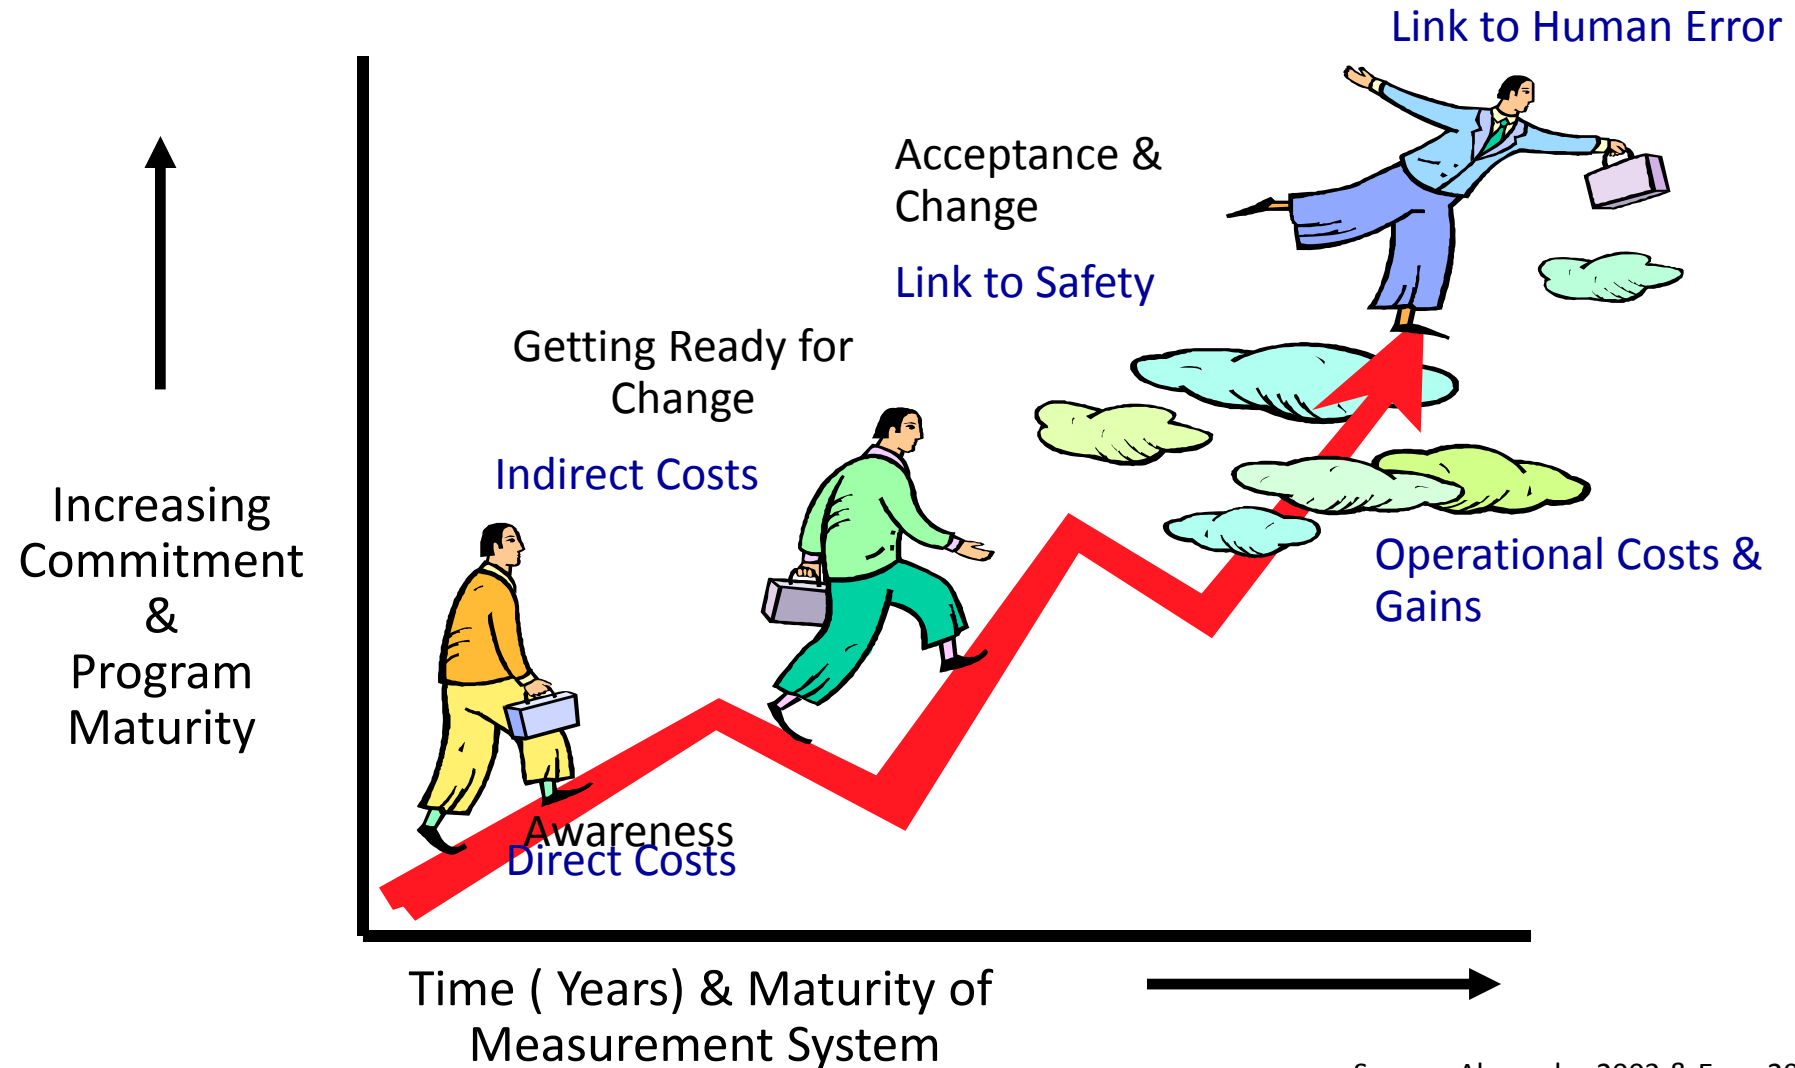 Link to Human Error
Acceptance &
Change
Link to Safety
Getting Ready for
Change
Indirect Costs
Increasing
Commitment
&
Program
Maturity
Operational Costs &
Gains
Awareness
Direct Costs
Time ( Years) & Maturity of
Measurement System